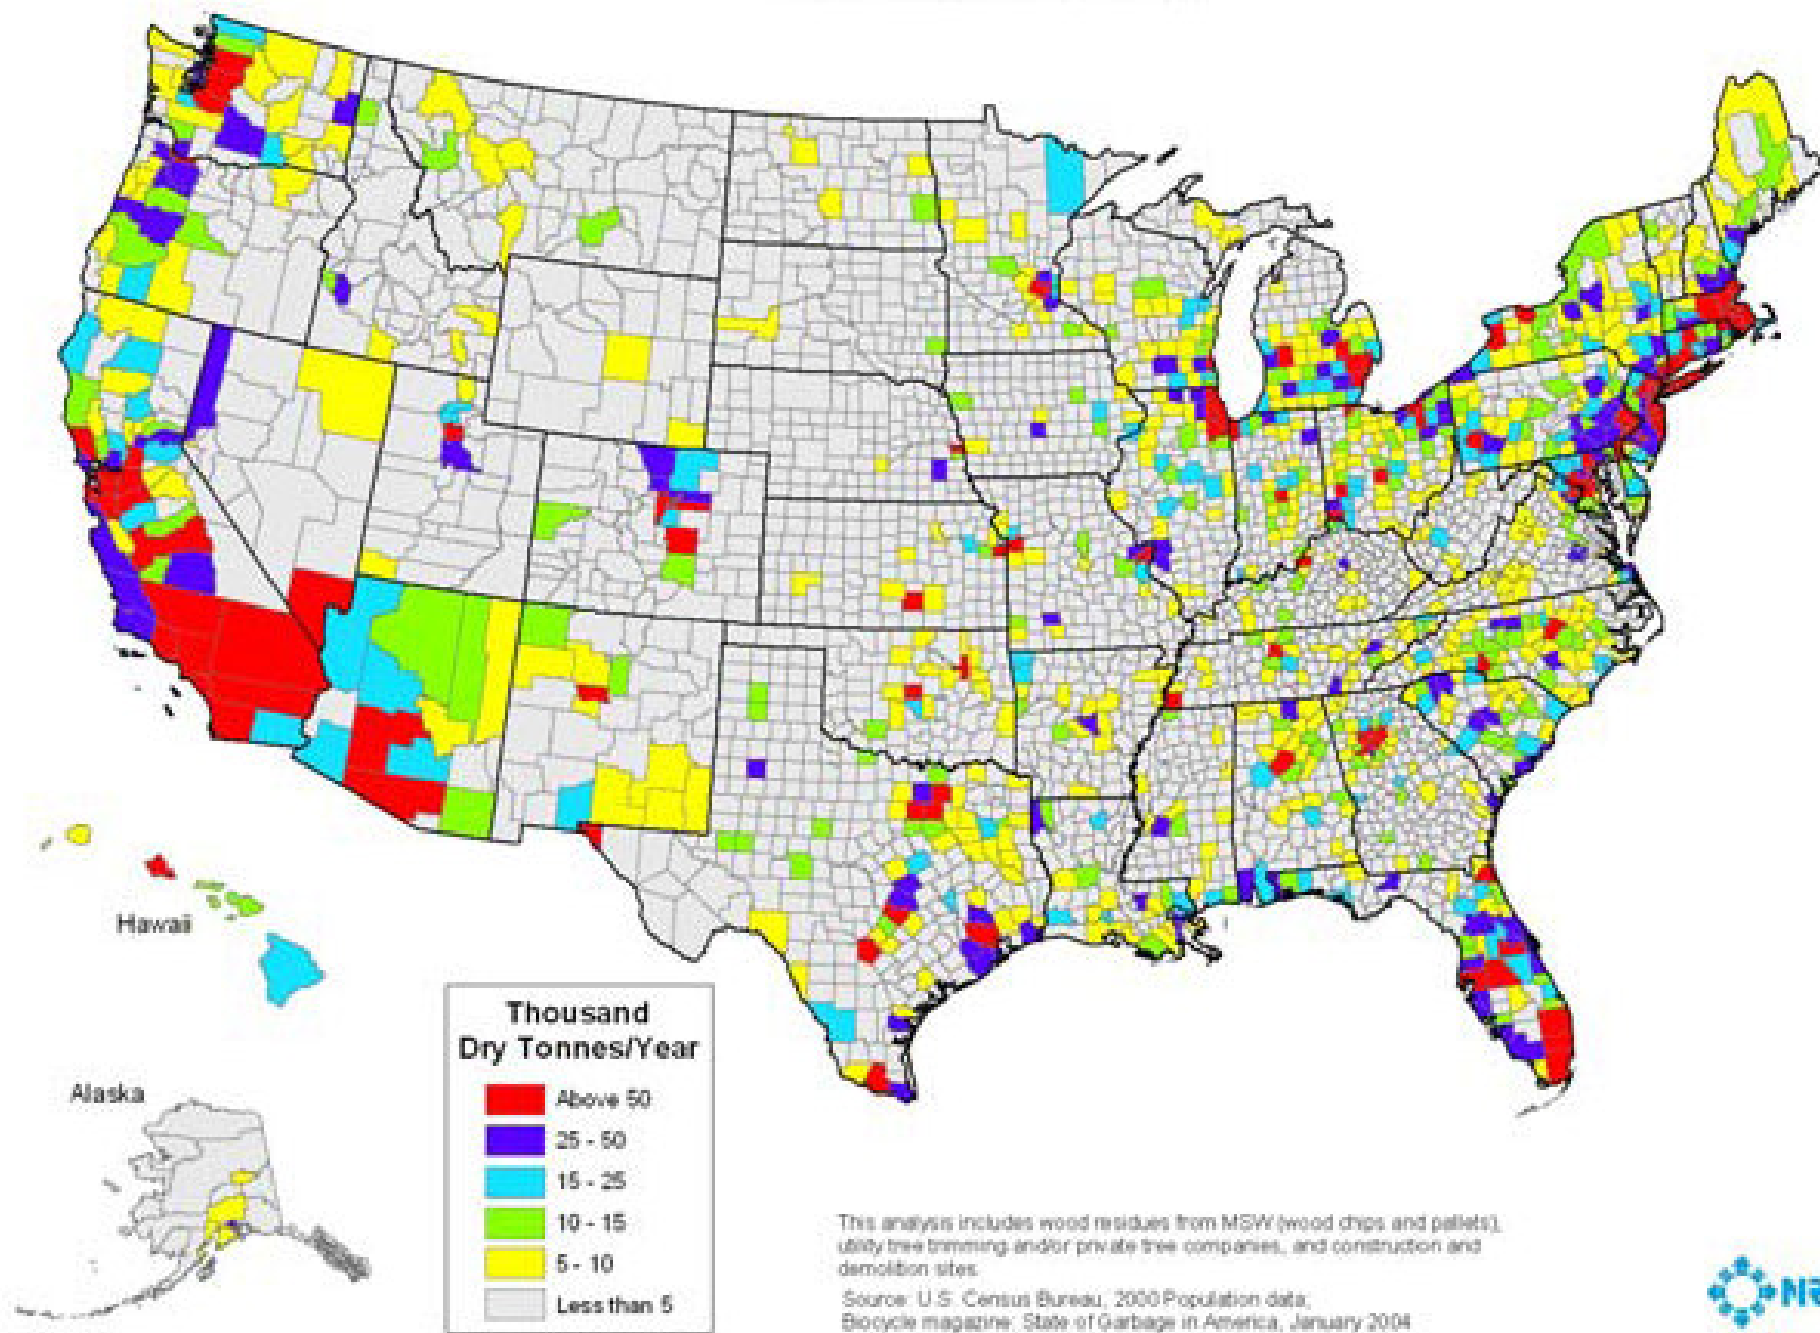 Hawaii
Alaska
Thousand
Dry Tonnes/Year
Above 50
25 - 50
15 - 25
10 - 15
5 - 10
Less than 5
This analysis includes wood residues from MSW (wood chips and pallets),
utility tree trimming and/or private tree companies, and construction and
demolition sites.
Source: U.S. Census Bureau, 2000 Population data;
Biocycle magazine: State of Garbage in America, January 2004